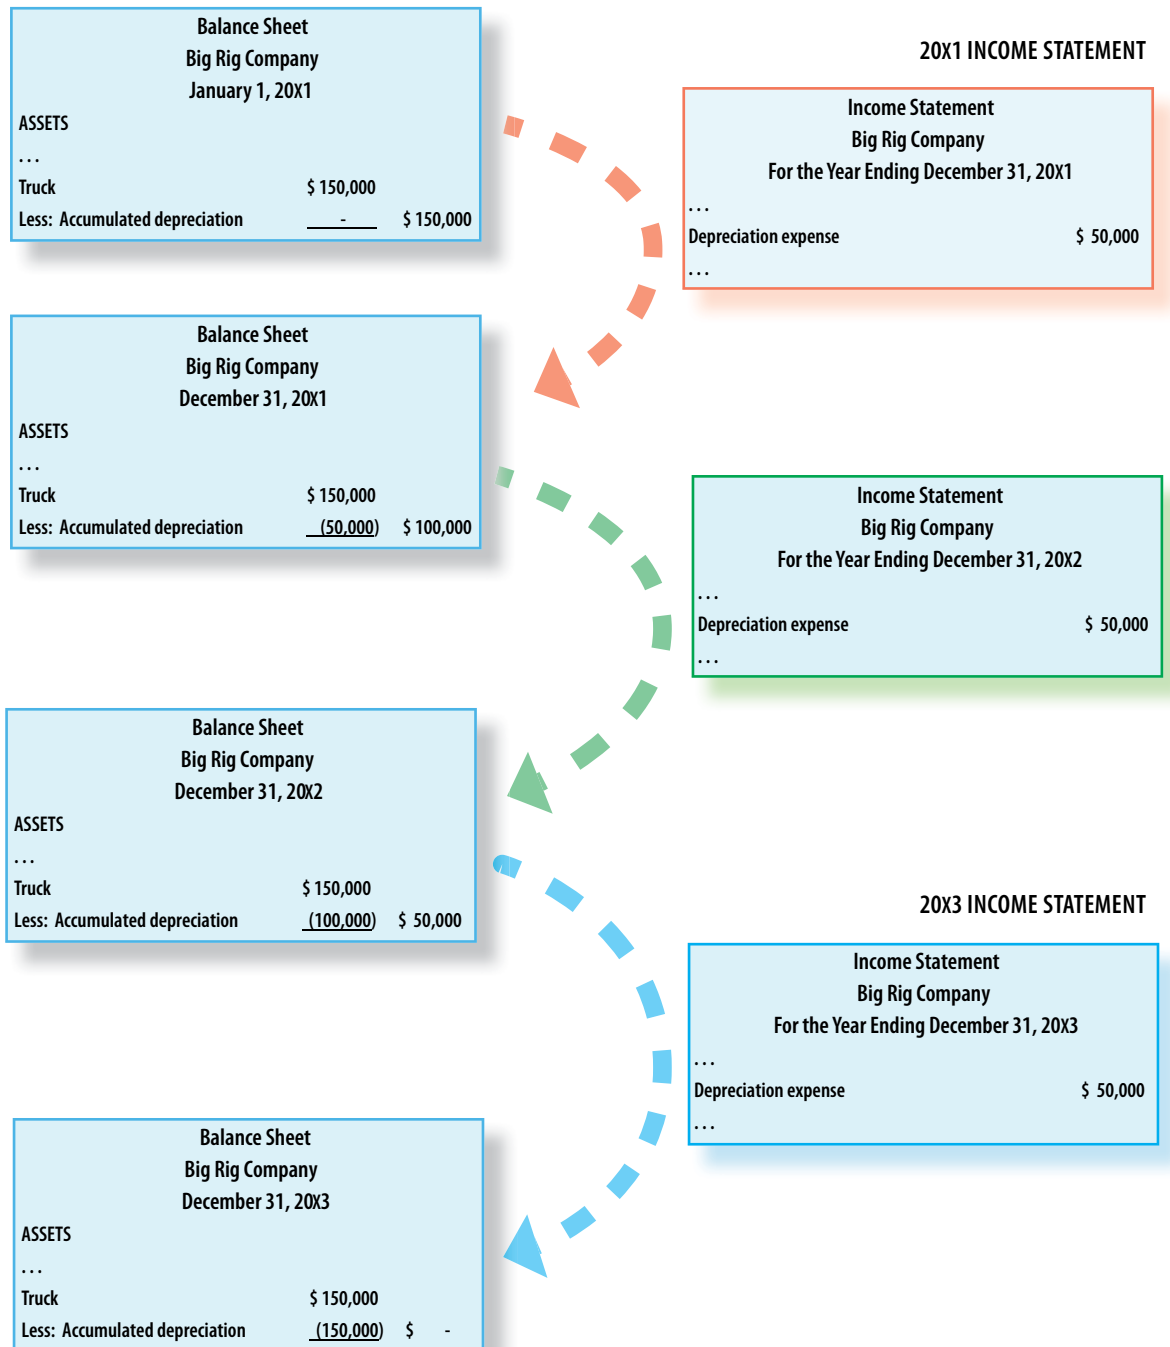 Balance Sheet
Big Rig Company
January 1, 20X1
ASSETS
...
Truck $ 150,000
Less: Accumulated depreciation - $ 150,000
20X1 INCOME STATEMENT
Income Statement
Big Rig Company
For the Year Ending December 31, 20X1
...
Depreciation expense $ 50,000
...
Balance Sheet
Big Rig Company
December 31, 20X1
ASSETS
...
Truck $ 150,000
Less: Accumulated depreciation (50,000) $ 100,000
Income Statement
Big Rig Company
For the Year Ending December 31, 20X2
...
Depreciation expense $ 50,000
...
Balance Sheet
Big Rig Company
December 31, 20X2
ASSETS
...
Truck $ 150,000
Less: Accumulated depreciation (100,000) $ 50,000
20X3 INCOME STATEMENT
Income Statement
Big Rig Company
For the Year Ending December 31, 20X3
...
Depreciation expense $ 50,000
...
Balance Sheet
Big Rig Company
December 31, 20X3
ASSETS
...
Truck $ 150,000
Less: Accumulated depreciation (150,000) $ -